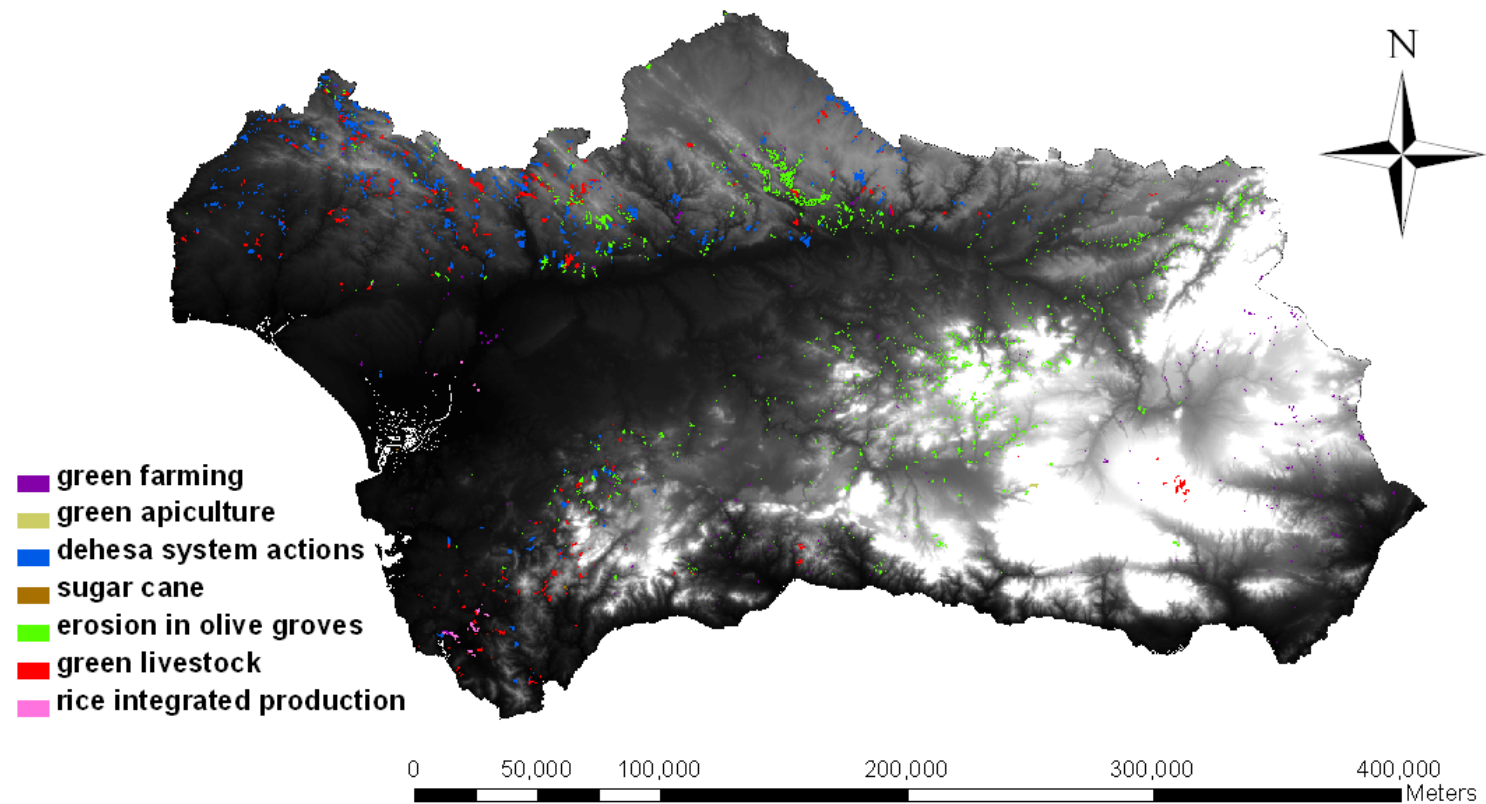 N
green farming
green apiculture
dehesa system actions
sugar cane
erosion in olive groves
green livestock
rice integrated production
0 50,000 100,000 200,000 300,000 400,000
Meters